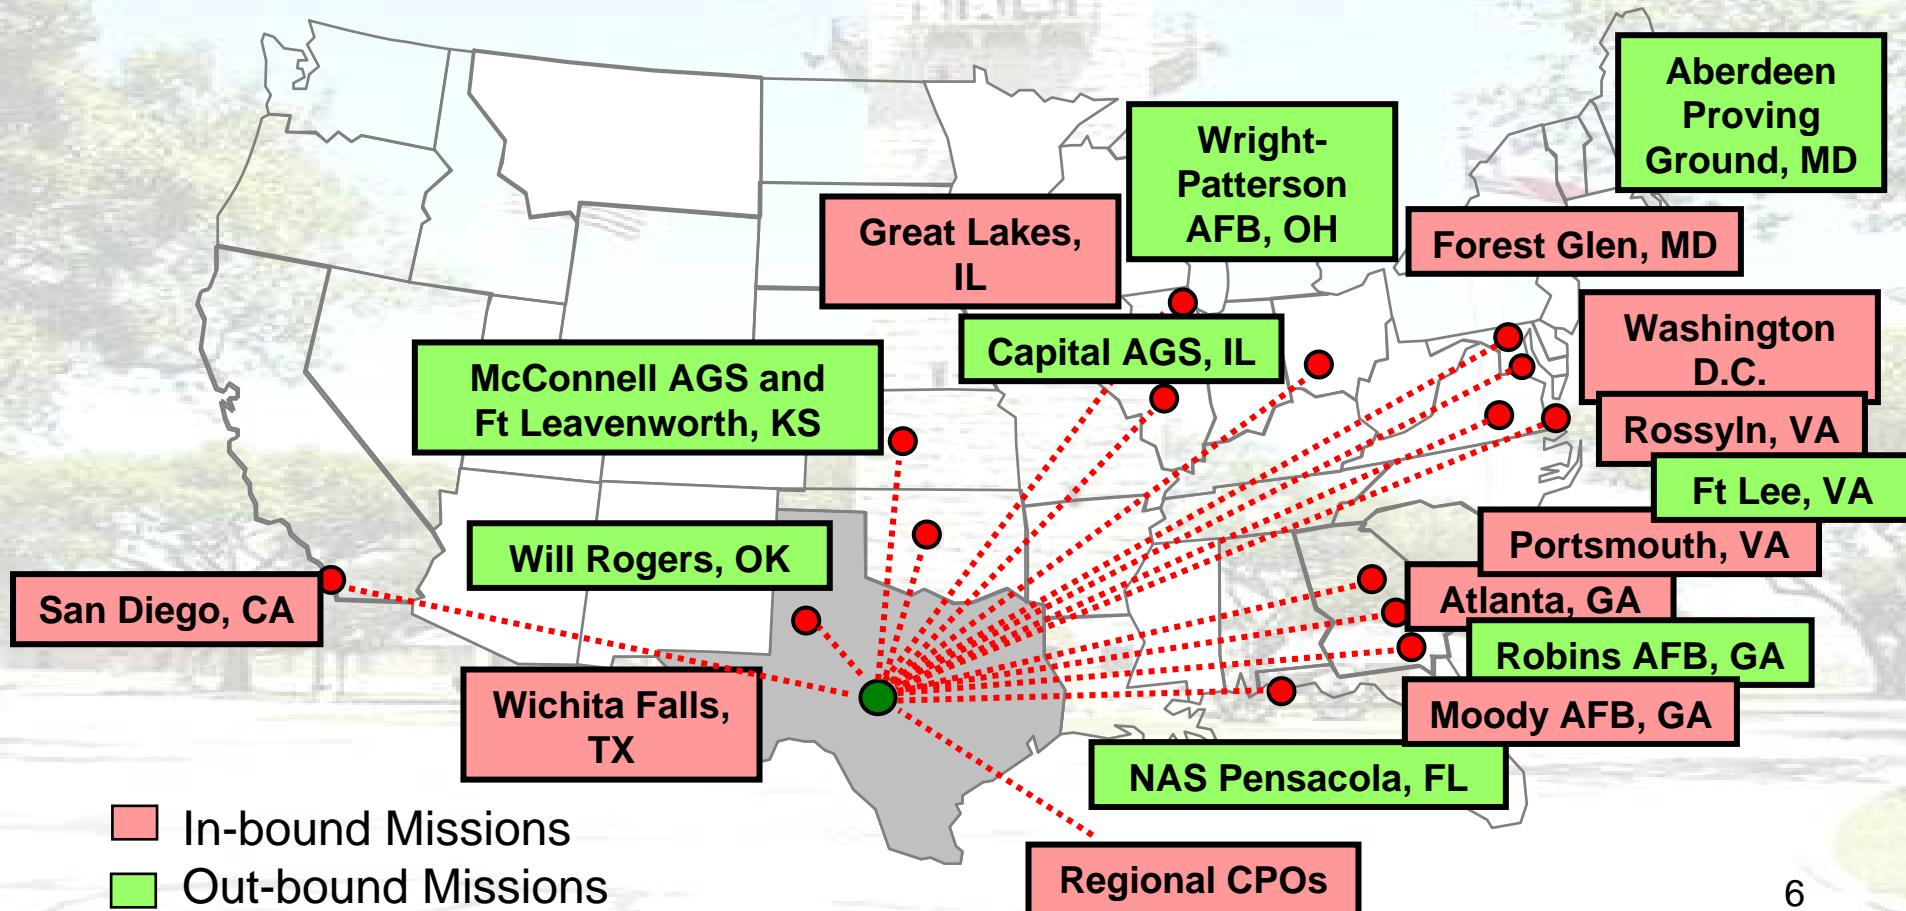 Aberdeen
Proving
Ground, MD
Wright-
Patterson
AFB, OH
Great Lakes,
IL
Forest Glen, MD
Washington
D.C.
Capital AGS, IL
McConnell AGS and
Ft Leavenworth, KS
Rossyln, VA
Ft Lee, VA
Will Rogers, OK
Portsmouth, VA
San Diego, CA
Atlanta, GA
Robins AFB, GA
Wichita Falls,
TX
Moody AFB, GA
NAS Pensacola, FL
In-bound Missions
Out-bound Missions
Regional CPOs
6